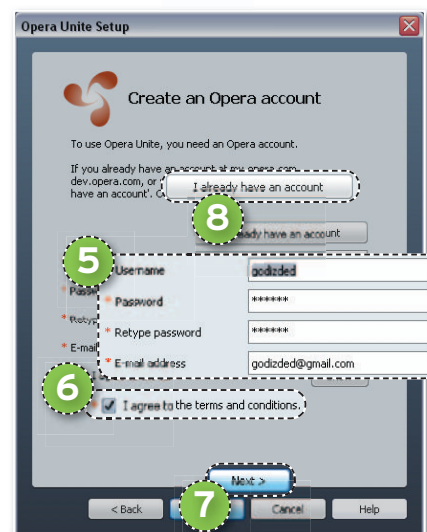 Opera Unite Setup
Create an Opera account
To use Opera Unite, you need an Opera account.
If you already have an account at my.opera.com,
dev.opera.com, or
have an account'.
I already have an account
8
already have an account
5
Username
godizded
* Password
******
* Retype password
******
* E-mail
* E-mail address
godizded@gmail.com
6
* I agree to the terms and conditions.
7
Next >
< Back
Cancel
Help